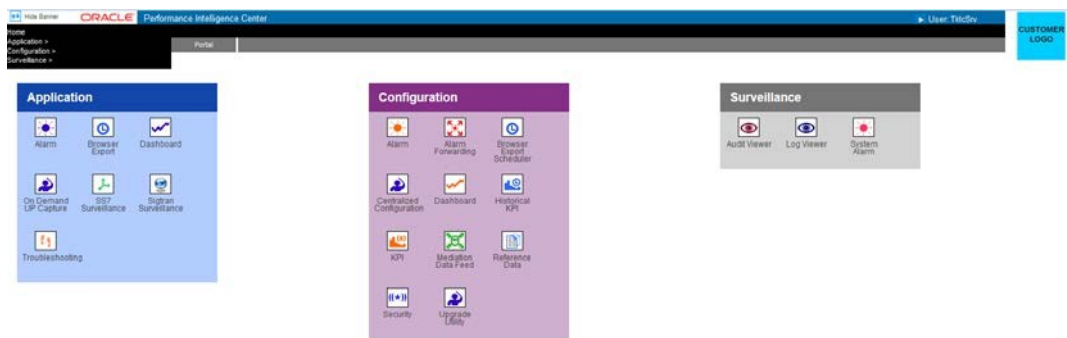 Hide Banner
ORACLE
Performance Intelligence Center
User: TklcSrv
CUSTOMER
LOGO
Home
Application >
Configuration >
Surveillance >
Portal
Application
Alarm
Browser
Export
Dashboard
On Demand
UP Capture
SS7
Surveillance
Sigtran
Surveillance
Troubleshooting
Configuration
Alarm
Alarm
Forwarding
Browser
Export
Scheduler
Centralized
Configuration
Dashboard
Historical
KPI
KPI
Mediation
Data Feed
Reference
Data
Security
Upgrade
Utility
Surveillance
Audit Viewer
Log Viewer
System
Alarm